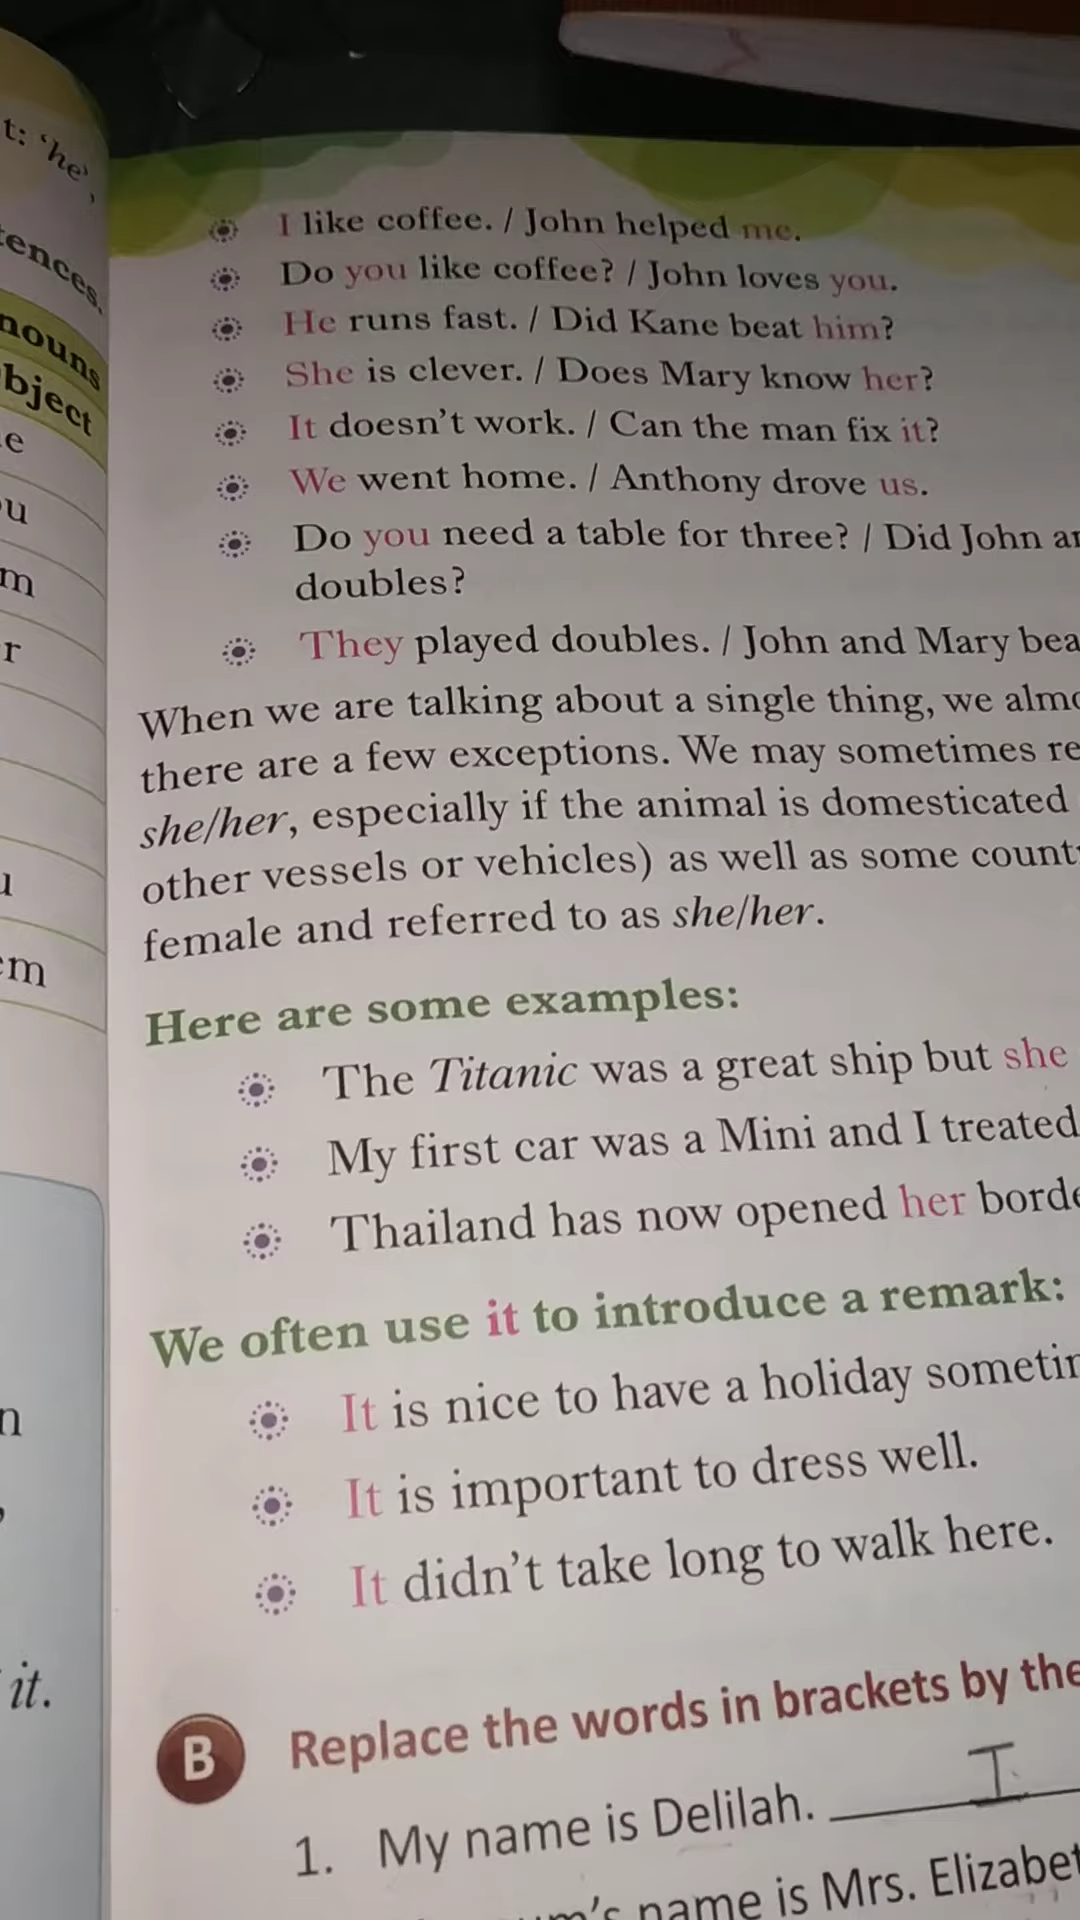 t: 'he',
tences.
nouns
bject
e
ou
m
r
u
em
n
,
it.
I like coffee. / John helped me.
Do you like coffee? / John loves you.
He runs fast. / Did Kane beat him?
She is clever. / Does Mary know her?
It doesn't work. / Can the man fix it?
We went home. / Anthony drove us.
Do you need a table for three? / Did John
doubles?
They played doubles. / John and Mary
When we are talking about a single thing, we
there are a few exceptions. We may sometimes
she/her, especially if the animal is domesticated
other vessels or vehicles) as well as some
female and referred to as she/her.
Here are some examples:
The Titanic was a great ship but she
My first car was a Mini and I treated
Thailand has now opened her
We often use it to introduce a remark:
It is nice to have a holiday
It is important to dress well.
It didn't take long to walk here.
B Replace the words in brackets by the
1. My name is Delilah. I
name is Mrs.